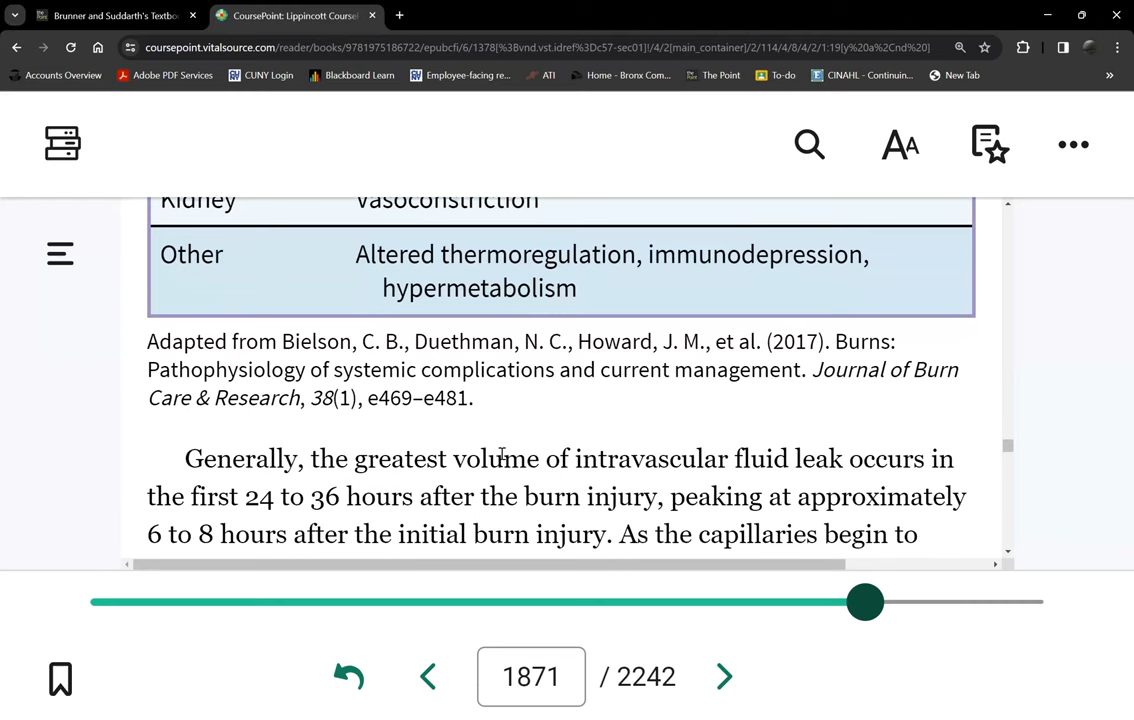 Brunner and Suddarth's Textbo
CoursePoint: Lippincott CourseP
coursepoint.vitalsource.com/reader/books/9781975186722/epubcfi/6/1378[%3Bvnd.vst.idref%3Dc57-sec01]!/4/2[main_container]/2/114/4/8/4/2/1:19[y%20a%2Cnd%20]
Accounts Overview
Adobe PDF Services
CUNY Login
Blackboard Learn
Employee-facing re...
ATI
Home - Bronx Com...
The Point
To-do
CINAHL - Continuin...
New Tab
»
AA
Kidney Vasoconstriction
Other Altered thermoregulation, immunodepression,
hypermetabolism
Adapted from Bielson, C. B., Duethman, N. C., Howard, J. M., et al. (2017). Burns:
Pathophysiology of systemic complications and current management. Journal of Burn
Care & Research, 38(1), e469–e481.
Generally, the greatest volume of intravascular fluid leak occurs in
the first 24 to 36 hours after the burn injury, peaking at approximately
6 to 8 hours after the initial burn injury. As the capillaries begin to
1871 / 2242